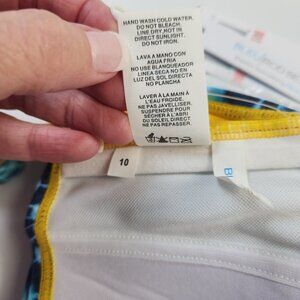 HAND WASH COLD WATER.
DO NOT BLEACH.
LINE DRY, NOT IN
DIRECT SUNLIGHT.
DO NOT IRON.
LAVA A MANO CON
AGUA FRIA
NO USE BLANQUEADOR
LINEA SECA NO EN
LUZ DEL SOL DIRECTA
NO PLANCHA
LAVER À LA MAIN À
L'EAU FROIDE.
NE PAS JAVELLISER.
SUSPENDRE POUR
SÉCHER À L'ABRI
DU SOLEIL DIRECT
NE PAS REPASSER.
10